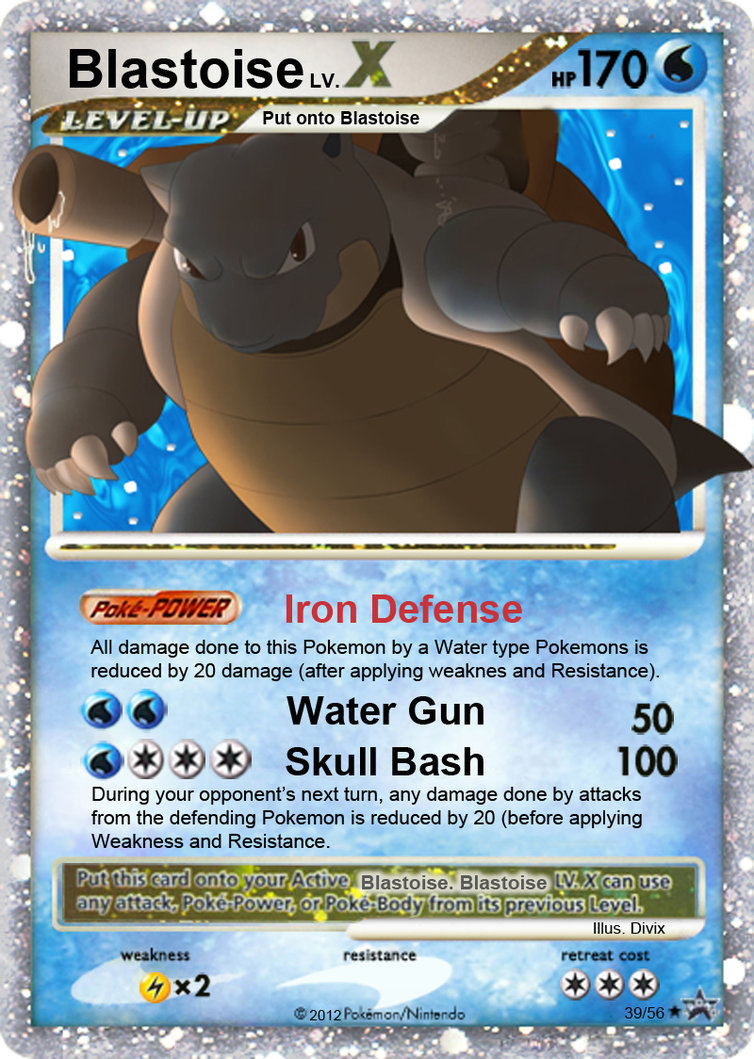 Blastoise LV. X HP 170
LEVEL-UP Put onto Blastoise
Poké-POWER Iron Defense
All damage done to this Pokemon by a Water type Pokemons is
reduced by 20 damage (after applying weaknes and Resistance).
Water Gun 50
Skull Bash 100
During your opponent's next turn, any damage done by attacks
from the defending Pokemon is reduced by 20 (before applying
Weakness and Resistance.
Put this card onto your Active Blastoise. Blastoise LV. X can use
any attack, Poké-Power, or Poké-Body from its previous Level.
Illus. Divix
weakness resistance retreat cost
×2
© 2012 Pokémon/Nintendo 39/56 ★